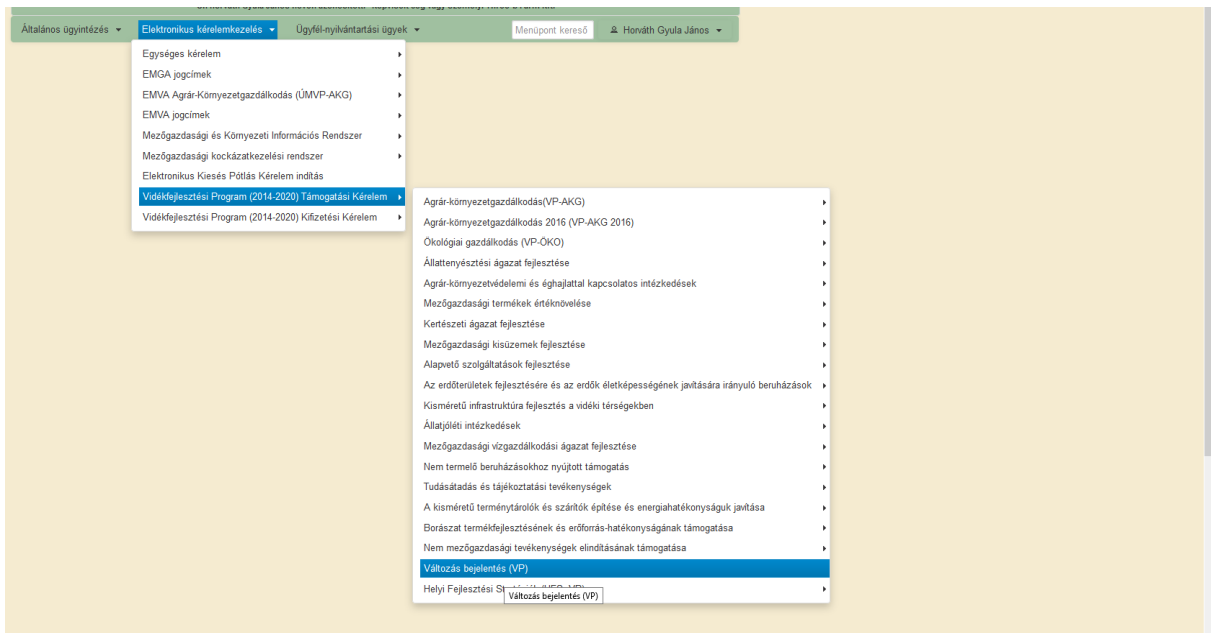 Általános ügyintézés Elektronikus kérelemkezelés Ügyfél-nyilvántartási ügyek Menüpont kereső Horváth Gyula János
Egységes kérelem
EMGA jogcímek
EMVA Agrár-Környezetgazdálkodás (ÚMVP-AKG)
EMVA jogcímek
Mezőgazdasági és Környezeti Információs Rendszer
Mezőgazdasági kockázatkezelési rendszer
Elektronikus Kiesés Pótlás Kérelem indítás
Vidékfejlesztési Program (2014-2020) Támogatási Kérelem
Vidékfejlesztési Program (2014-2020) Kifizetési Kérelem
Agrár-környezetgazdálkodás(VP-AKG)
Agrár-környezetgazdálkodás 2016 (VP-AKG 2016)
Ökológiai gazdálkodás (VP-ÖKO)
Állattenyésztési ágazat fejlesztése
Agrár-környezetvédelemi és éghajlattal kapcsolatos intézkedések
Mezőgazdasági termékek értéknövelése
Kertészeti ágazat fejlesztése
Mezőgazdasági kisüzemek fejlesztése
Alapvető szolgáltatások fejlesztése
Az erdőterületek fejlesztésére és az erdők életképességének javítására irányuló beruházások
Kisméretű infrastruktúra fejlesztés a vidéki térségekben
Állatjóléti intézkedések
Mezőgazdasági vízgazdálkodási ágazat fejlesztése
Nem termelő beruházásokhoz nyújtott támogatás
Tudásátadás és tájékoztatási tevékenységek
A kisméretű terménytárolók és szárítók építése és energiahatékonyságuk javítása
Borászat termékfejlesztésének és erőforrás-hatékonyságának támogatása
Nem mezőgazdasági tevékenységek elindításának támogatása
Változás bejelentés (VP)
Helyi Fejlesztési
Változás bejelentés (VP)